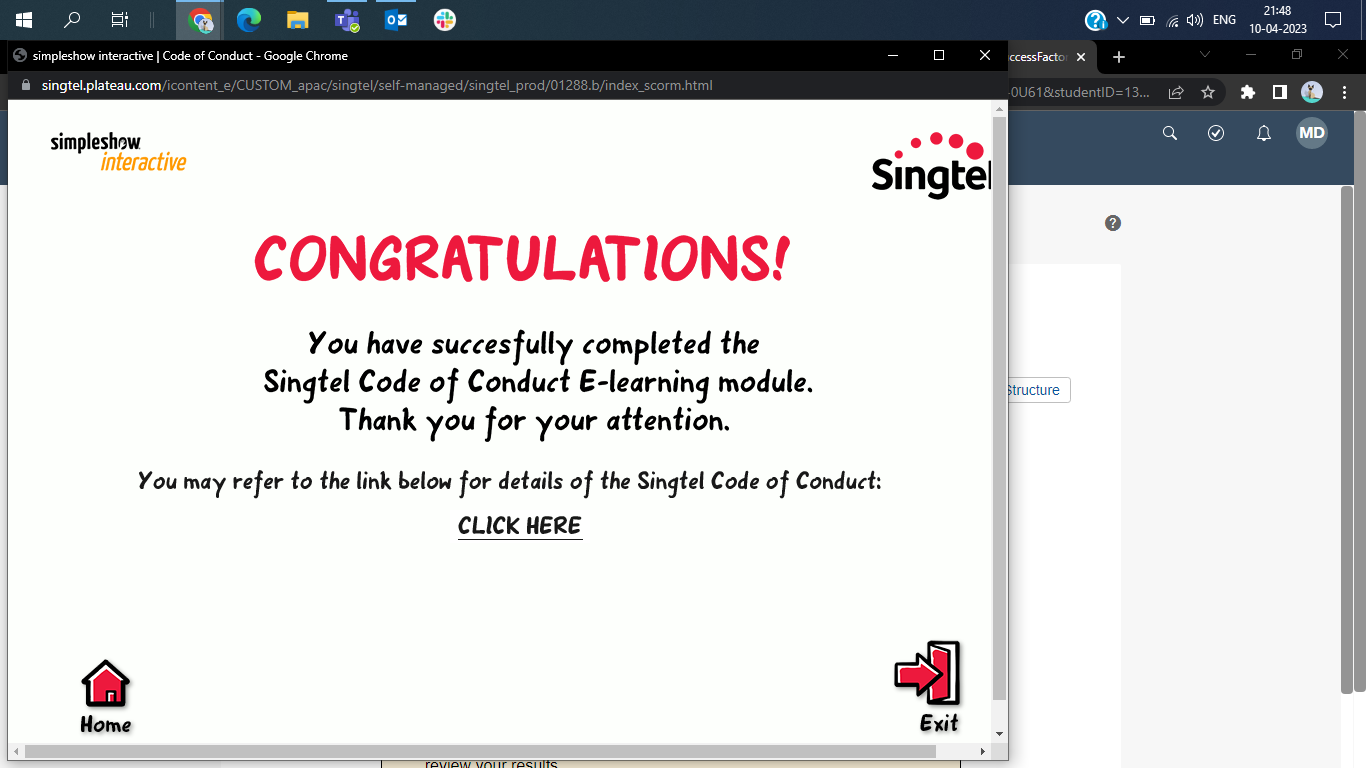 21:48
ENG
10-04-2023
simpleshow interactive | Code of Conduct - Google Chrome
singtel.plateau.com/icontent_e/CUSTOM_apac/singtel/self-managed/singtel_prod/01288.b/index_scorm.html
ccessFactor
-0U61&studentID=13...
MD
simpleshow
interactive
Singtel
CONGRATULATIONS!
You have succesfully completed the
Singtel Code of Conduct E-learning module.
Thank you for your attention.
Structure
You may refer to the link below for details of the Singtel Code of Conduct:
CLICK HERE
Home
Exit
review your results